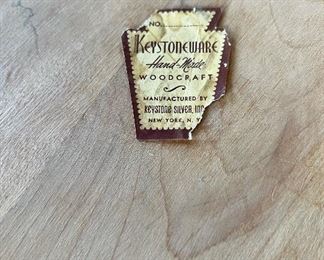 NO...........
KEYSTONEWARE
Hand-Made
WOODCRAFT
MANUFACTURED BY
KEYSTONE SILVER, INC.
NEW YORK, N. Y.